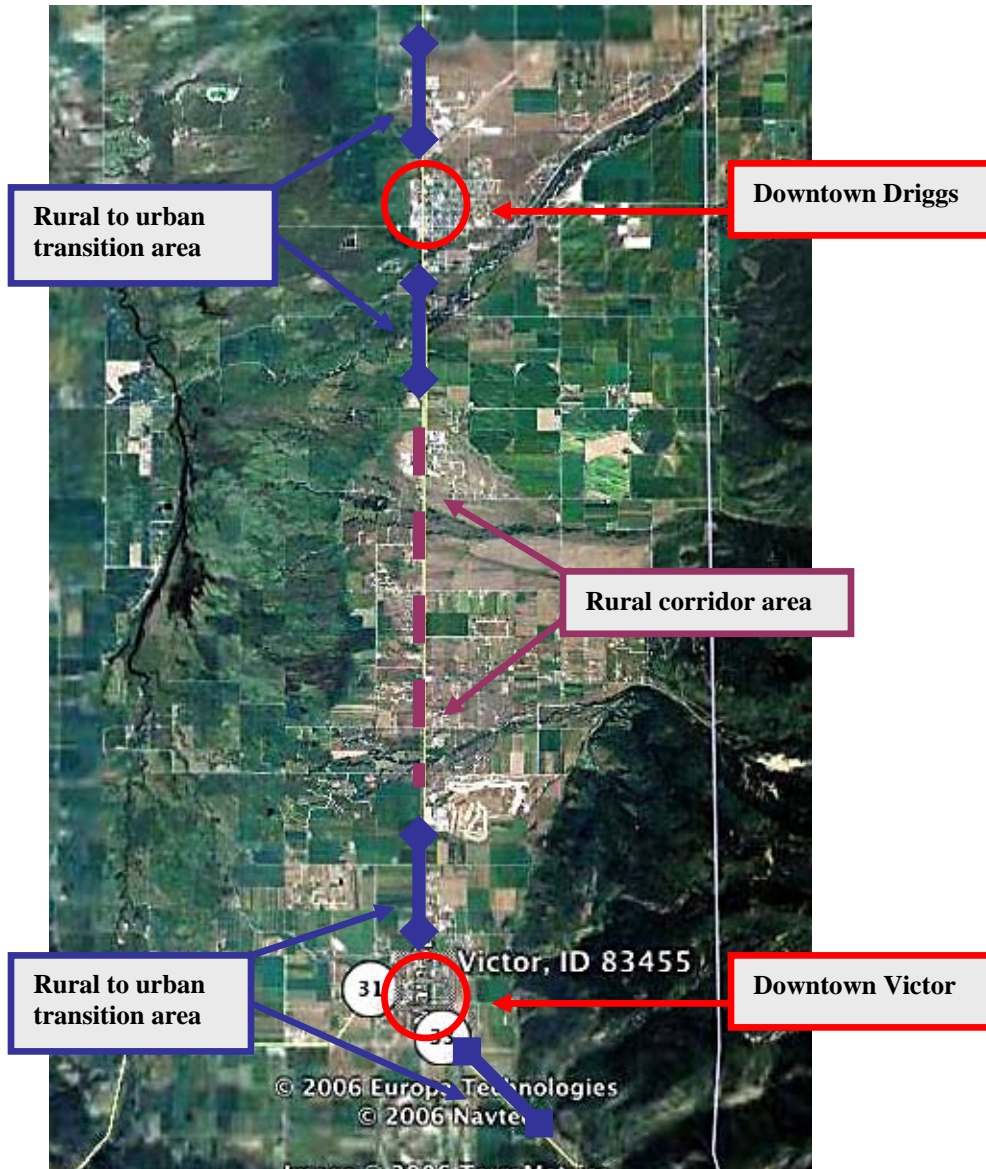 Downtown Driggs
Rural to urban
transition area
Rural corridor area
Victor, ID 83455
31
Rural to urban
transition area
Downtown Victor
33
© 2006 Europa Technologies
© 2006 Navte